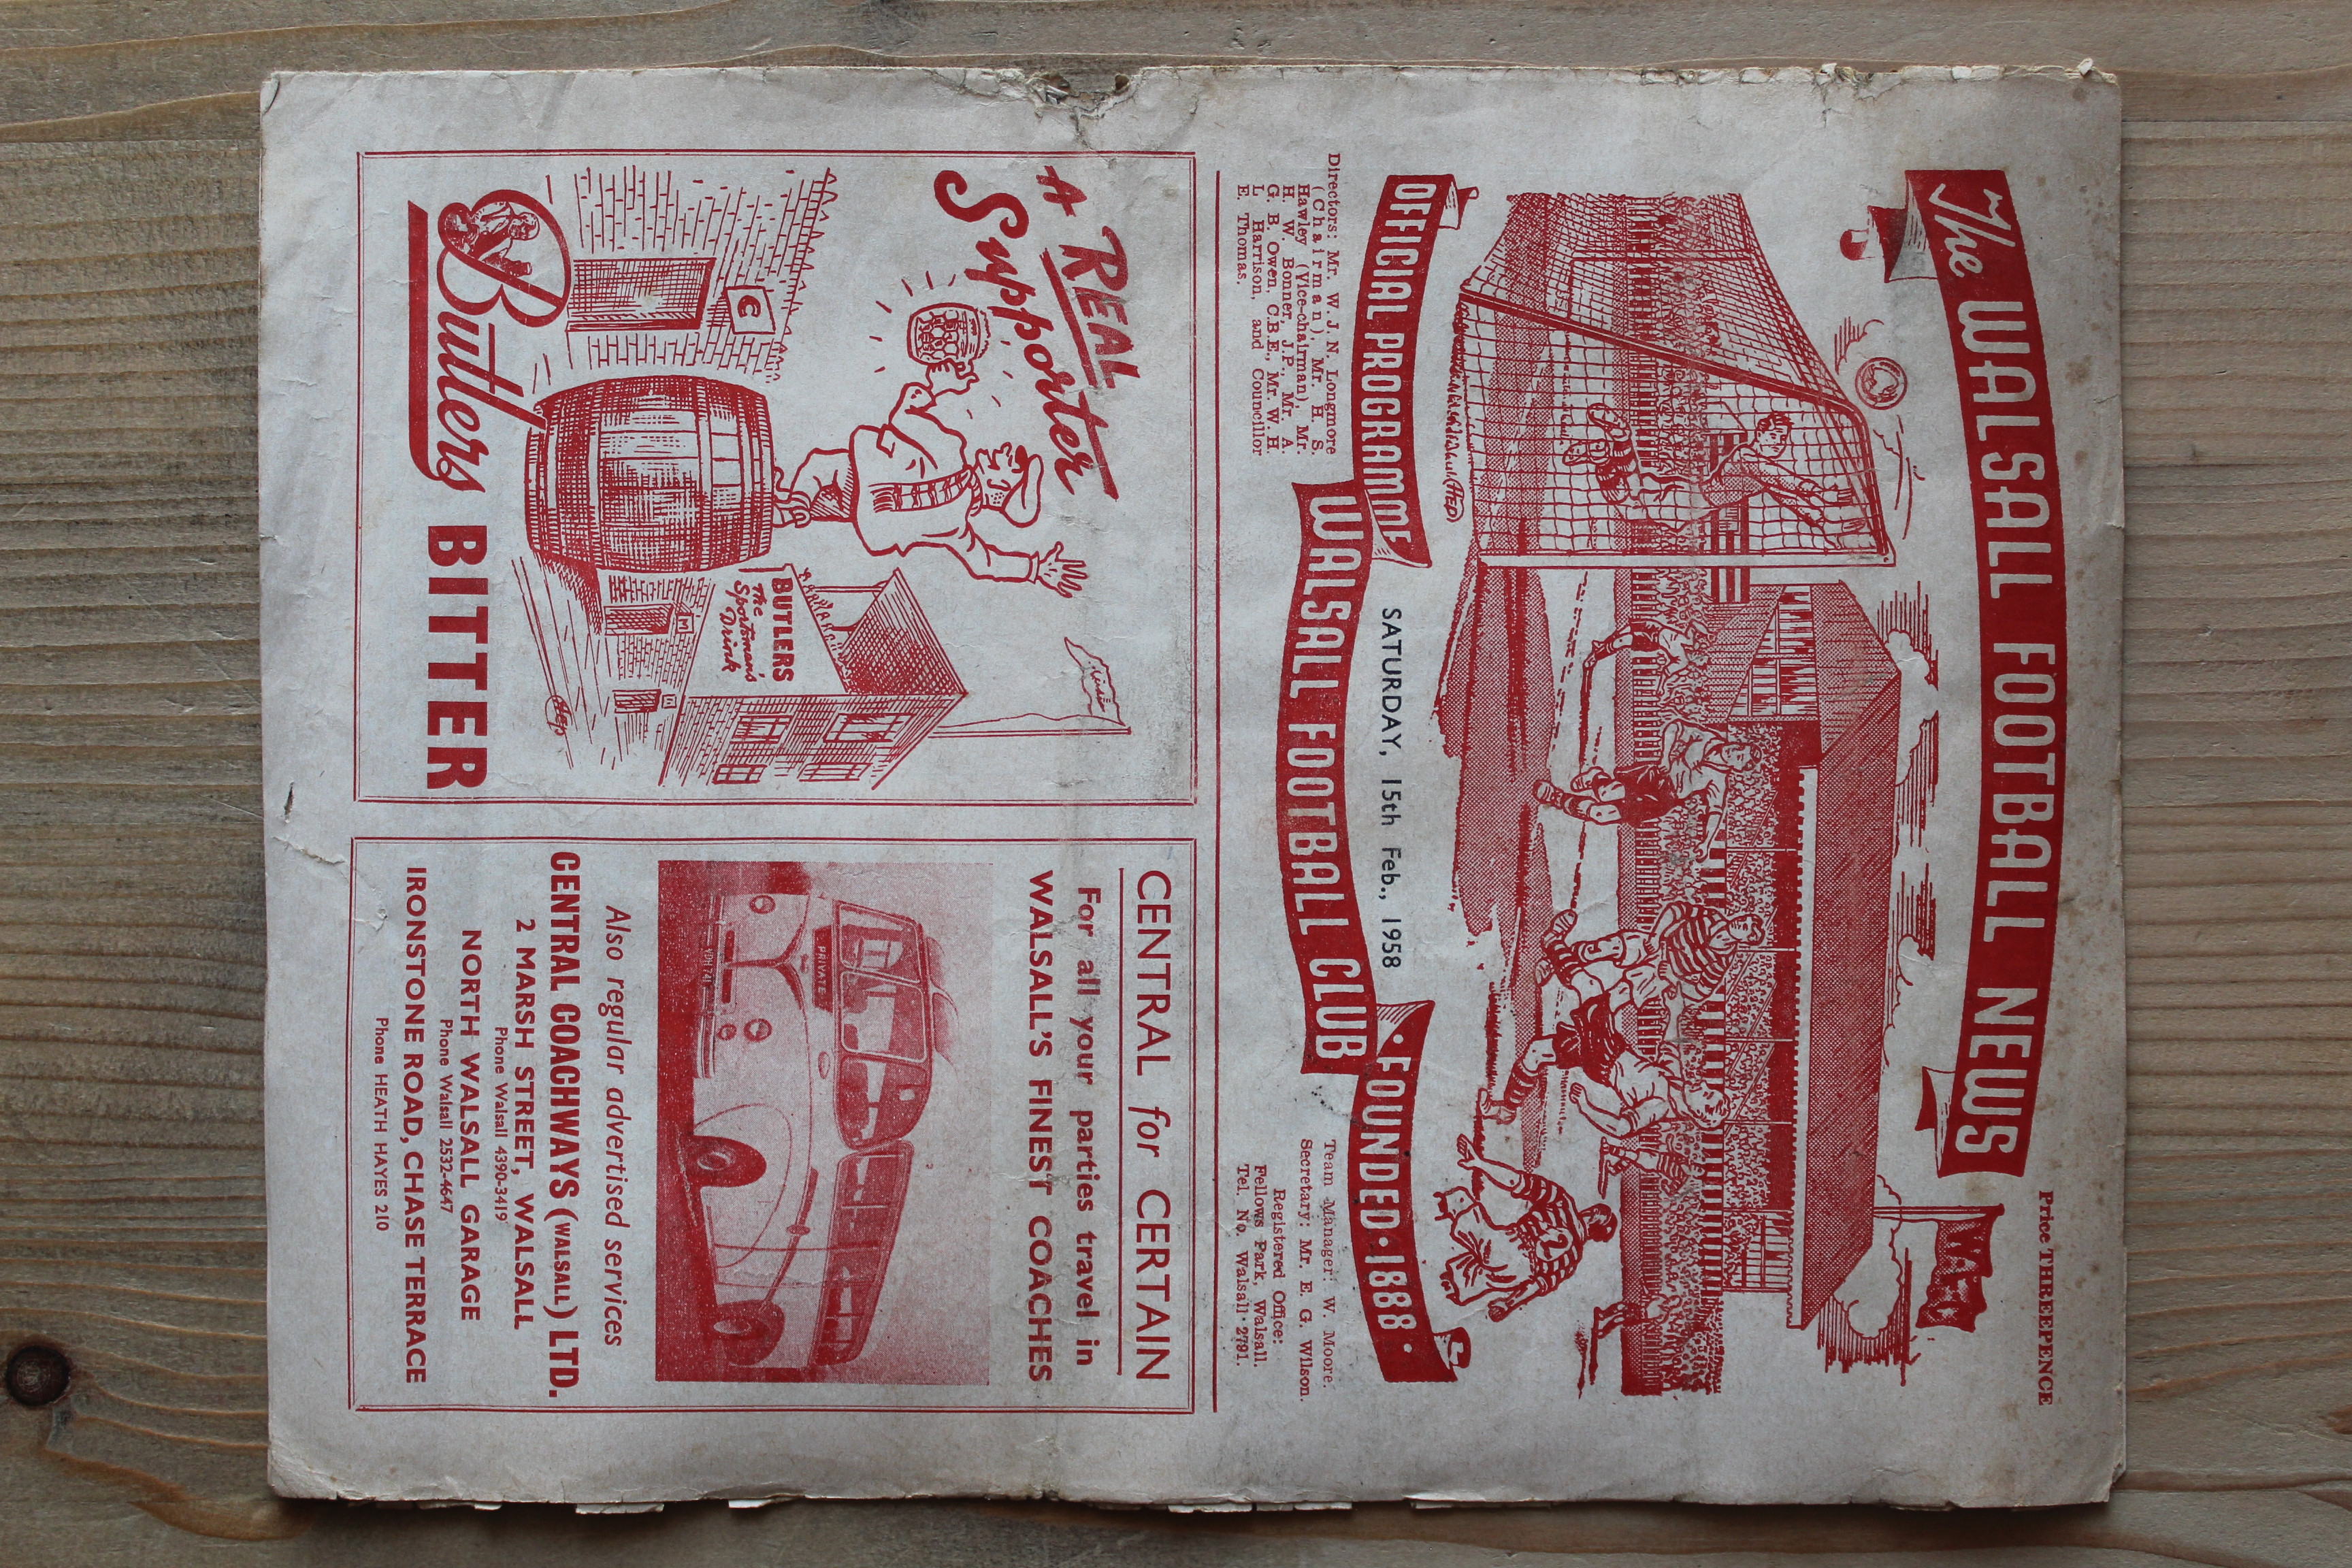 Price THREEPENCE
The WALSALL FOOTBALL NEWS
OFFICIAL PROGRAMME
SATURDAY, 15th Feb., 1958
WALSALL FOOTBALL CLUB
• FOUNDED • 1888 •
Directors: Mr. W. J. N. Longmore
(Chairman), Mr. H. S.
Hawley (Vice-chairman), Mr.
H. W. Bonner, J.P., Mr. A.
G. B. Owen, C.B.E., Mr. W. H.
L. Harrison, and Councillor
E. Thomas.
Team Manager: W. Moore.
Secretary: Mr. E. G. Wilson.
Registered Office:
Fellows Park, Walsall.
Tel. No. Walsall 2791.
2
A REAL
Supporter
C
BUTLERS
The
Sportsman's
Drink
M
Hep
Butlers BITTER
CENTRAL for CERTAIN
For all your parties travel in
WALSALL'S FINEST COACHES
PRIVATE
Also regular advertised services
CENTRAL COACHWAYS (WALSALL) LTD.
2 MARSH STREET, WALSALL
Phone Walsall 4390-3419
NORTH WALSALL GARAGE
Phone Walsall 2532-4647
IRONSTONE ROAD, CHASE TERRACE
Phone HEATH HAYES 210